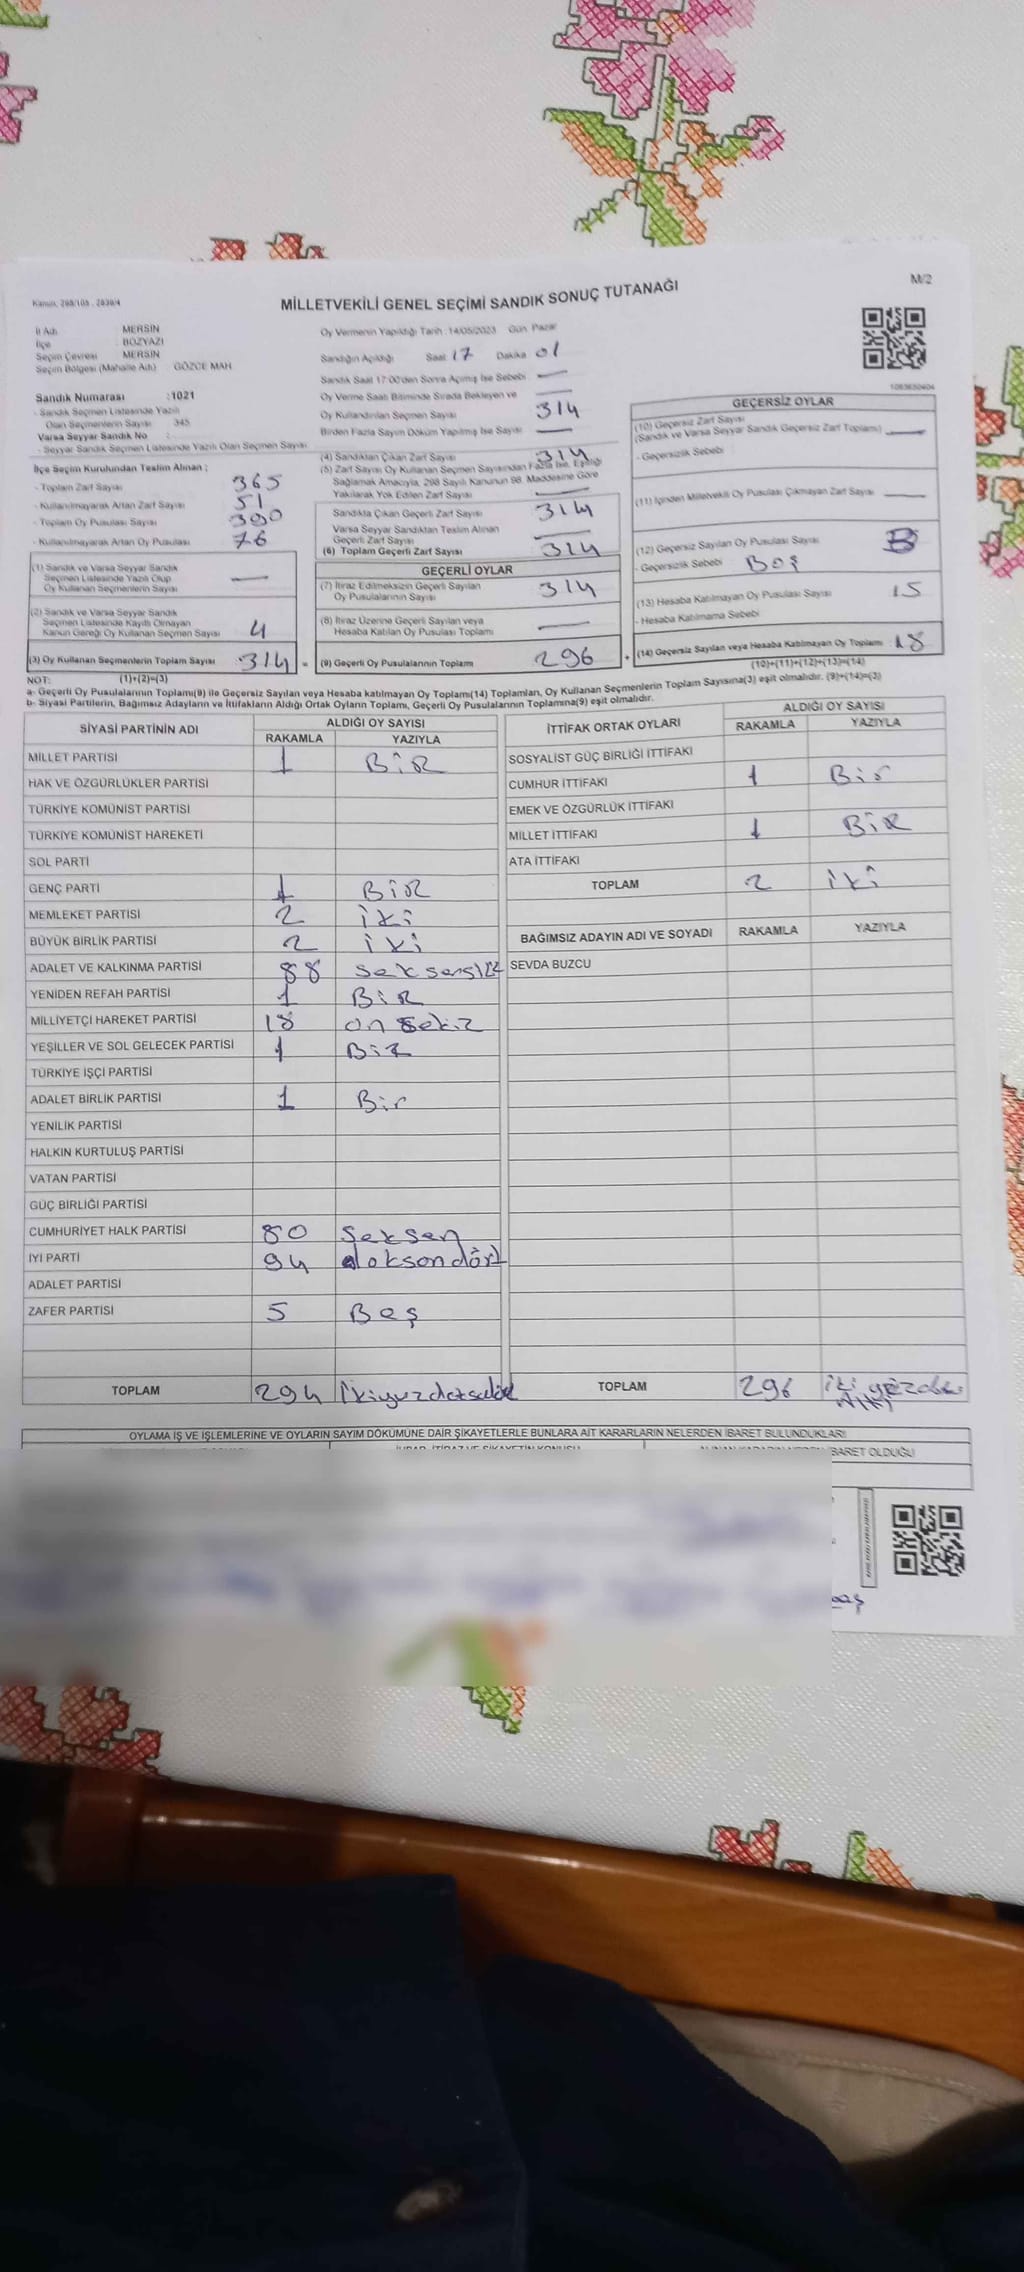 M/2
Kanun: 298/105 , 2839/4
MİLLETVEKİLİ GENEL SEÇİMİ SANDIK SONUÇ TUTANAĞI
İl Adı : MERSİN
İlçe : BOZYAZI
Seçim Çevresi : MERSİN
Seçim Bölgesi (Mahalle Adı) : GÖZCE MAH.
Sandık Numarası : 1021
- Sandık Seçmen Listesinde Yazılı
Olan Seçmenlerin Sayısı : 345
Varsa Seyyar Sandık No :
- Seyyar Sandık Seçmen Listesinde Yazılı Olan Seçmen Sayısı :
İlçe Seçim Kurulundan Teslim Alınan ;
- Toplam Zarf Sayısı 365
- Kullanılmayarak Artan Zarf Sayısı 51
- Toplam Oy Pusulası Sayısı 390
- Kullanılmayarak Artan Oy Pusulası 76
(1) Sandık ve Varsa Seyyar Sandık
Seçmen Listesinde Yazılı Olup
Oy Kullanan Seçmenlerin Sayısı —
(2) Sandık ve Varsa Seyyar Sandık
Seçmen Listesinde Kayıtlı Olmayan
Kanun Gereği Oy Kullanan Seçmen Sayısı 4
(3) Oy Kullanan Seçmenlerin Toplam Sayısı 314 =
(1)+(2)=(3)
Oy Vermenin Yapıldığı Tarih : 14/05/2023 Gün: Pazar
Sandığın Açıldığı Saat 17 Dakika 01
Sandık Saat 17:00'den Sonra Açılmış İse Sebebi —
Oy Verme Saati Bitiminde Sırada Bekleyen ve —
Oy Kullandırılan Seçmen Sayısı 314
Birden Fazla Sayım Döküm Yapılmış İse Sayısı —
(4) Sandıktan Çıkan Zarf Sayısı 314
(5) Zarf Sayısı Oy Kullanan Seçmen Sayısından Fazla İse, Eşitliği
Sağlamak Amacıyla, 298 Sayılı Kanunun 98. Maddesine Göre
Yakılarak Yok Edilen Zarf Sayısı —
Sandıkta Çıkan Geçerli Zarf Sayısı 314
Varsa Seyyar Sandıktan Teslim Alınan
Geçerli Zarf Sayısı —
(6) Toplam Geçerli Zarf Sayısı 314
GEÇERLİ OYLAR
(7) İtiraz Edilmeksizin Geçerli Sayılan
Oy Pusulalarının Sayısı 314
(8) İtiraz Üzerine Geçerli Sayılan veya
Hesaba Katılan Oy Pusulası Toplamı —
(9) Geçerli Oy Pusulalarının Toplamı 296 +
1083650404
GEÇERSİZ OYLAR
(10) Geçersiz Zarf Sayısı
(Sandık ve Varsa Seyyar Sandık Geçersiz Zarf Toplamı) —
- Geçersizlik Sebebi :
(11) İçinden Milletvekili Oy Pusulası Çıkmayan Zarf Sayısı —
(12) Geçersiz Sayılan Oy Pusulası Sayısı
- Geçersizlik Sebebi : Boş
(13) Hesaba Katılmayan Oy Pusulası Sayısı 15
- Hesaba Katılmama Sebebi
(14) Geçersiz Sayılan veya Hesaba Katılmayan Oy Toplamı 18
(10)+(11)+(12)+(13)=(14)
NOT:
a- Geçerli Oy Pusulalarının Toplamı(9) ile Geçersiz Sayılan veya Hesaba katılmayan Oy Toplamı(14) Toplamları, Oy Kullanan Seçmenlerin Toplam Sayısına(3) eşit olmalıdır. (9)+(14)=(3)
b- Siyasi Partilerin, Bağımsız Adayların ve İttifakların Aldığı Ortak Oyların Toplamı, Geçerli Oy Pusulalarının Toplamına(9) eşit olmalıdır.
SİYASİ PARTİNİN ADI ALDIĞI OY SAYISI
RAKAMLA YAZIYLA
MİLLET PARTİSİ 1 BİR
HAK VE ÖZGÜRLÜKLER PARTİSİ
TÜRKİYE KOMÜNİST PARTİSİ
TÜRKİYE KOMÜNİST HAREKETİ
SOL PARTİ
GENÇ PARTİ 1 BİR
MEMLEKET PARTİSİ 2 iki
BÜYÜK BİRLİK PARTİSİ 2 iki
ADALET VE KALKINMA PARTİSİ 88
YENİDEN REFAH PARTİSİ 1 BİR
MİLLİYETÇİ HAREKET PARTİSİ 18 on sekiz
YEŞİLLER VE SOL GELECEK PARTİSİ 1 BİR
TÜRKİYE İŞÇİ PARTİSİ
ADALET BİRLİK PARTİSİ 1 Bir
YENİLİK PARTİSİ
HALKIN KURTULUŞ PARTİSİ
VATAN PARTİSİ
GÜÇ BİRLİĞİ PARTİSİ
CUMHURİYET HALK PARTİSİ 80 Seksen
İYİ PARTİ 94 doksandört
ADALET PARTİSİ
ZAFER PARTİSİ 5 Beş
TOPLAM 294
İTTİFAK ORTAK OYLARI ALDIĞI OY SAYISI
RAKAMLA YAZIYLA
SOSYALİST GÜÇ BİRLİĞİ İTTİFAKI
CUMHUR İTTİFAKI 1 Bir
EMEK VE ÖZGÜRLÜK İTTİFAKI
MİLLET İTTİFAKI 1 BİR
ATA İTTİFAKI
TOPLAM 2 iki
BAĞIMSIZ ADAYIN ADI VE SOYADI RAKAMLA YAZIYLA
SEVDA BUZCU
TOPLAM 296
OYLAMA İŞ VE İŞLEMLERİNE VE OYLARIN SAYIM DÖKÜMÜNE DAİR ŞİKAYETLERLE BUNLARA AİT KARARLARIN NELERDEN İBARET BULUNDUKLARI
BARET OLDUĞU